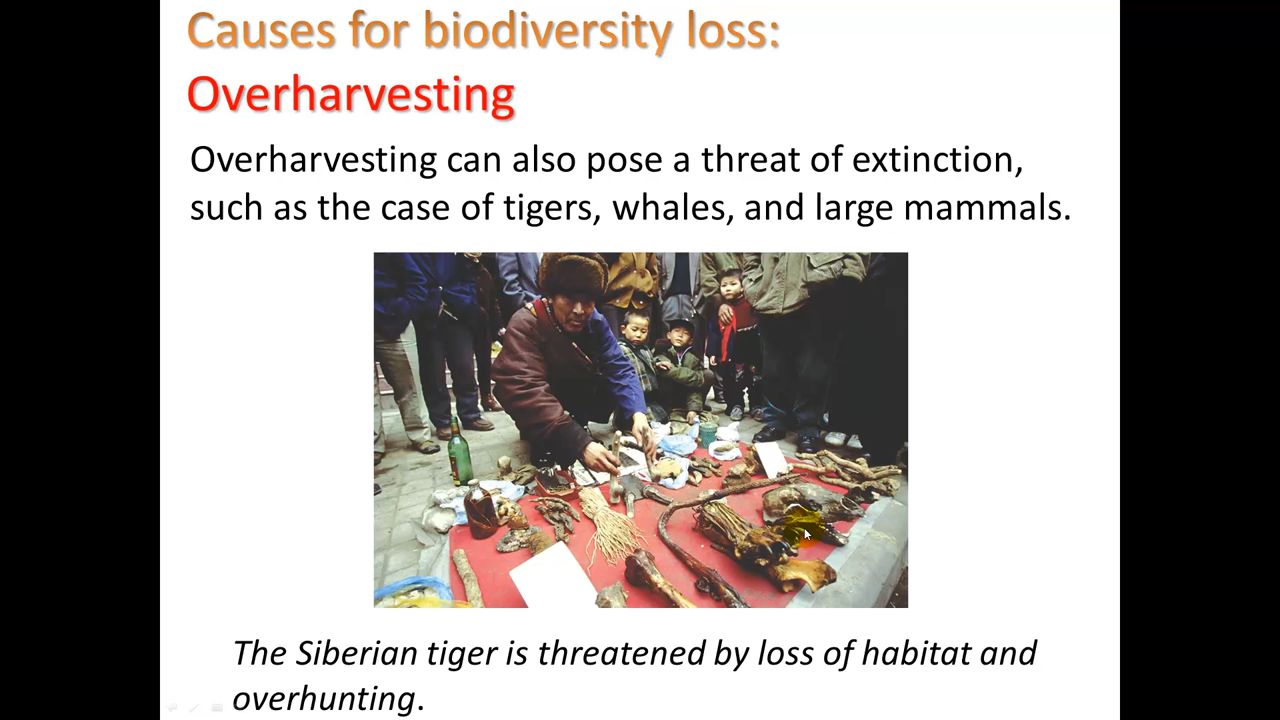 Causes for biodiversity loss:
Overharvesting
Overharvesting can also pose a threat of extinction,
such as the case of tigers, whales, and large mammals.
The Siberian tiger is threatened by loss of habitat and
overhunting.